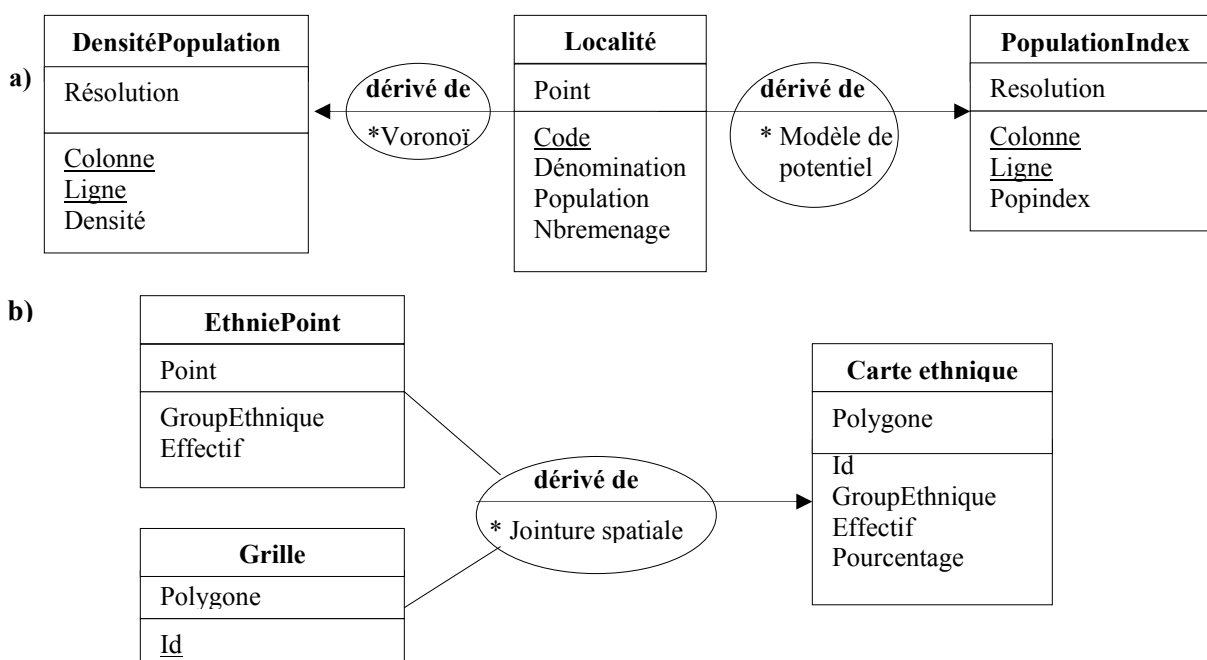 a)
DensitéPopulation
Résolution
Colonne
Ligne
Densité
dérivé de
*Voronoï
Localité
Point
Code
Dénomination
Population
Nbremenage
dérivé de
* Modèle de
potentiel
PopulationIndex
Resolution
Colonne
Ligne
Popindex
b)
EthniePoint
Point
GroupEthnique
Effectif
Grille
Polygone
Id
dérivé de
* Jointure spatiale
Carte ethnique
Polygone
Id
GroupEthnique
Effectif
Pourcentage